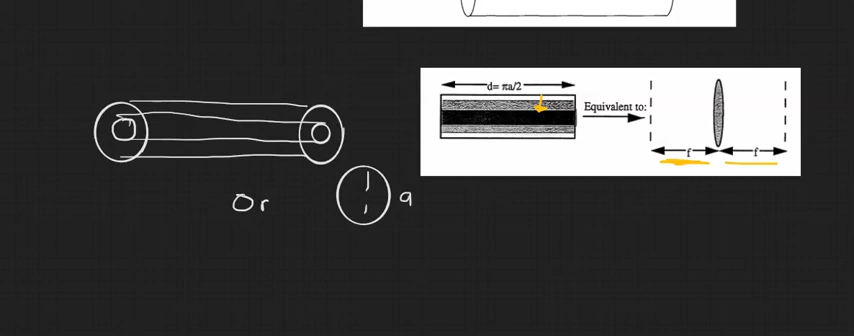 d= πa/2
Equivalent to:
f f
Or
a